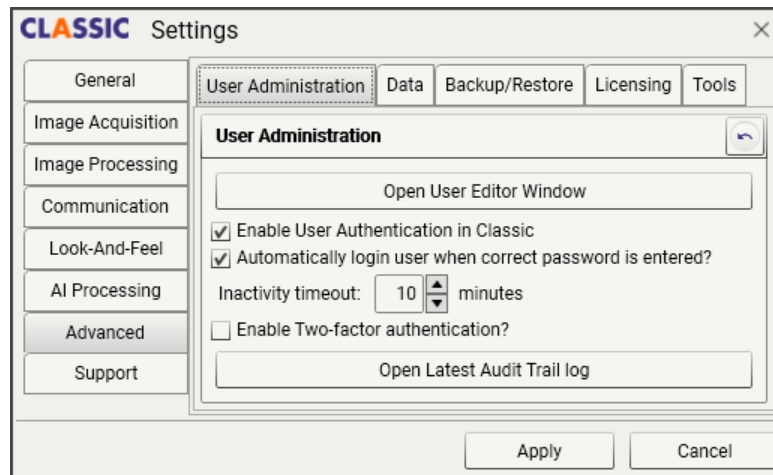 CLASSIC Settings
General
Image Acquisition
Image Processing
Communication
Look-And-Feel
AI Processing
Advanced
Support
User Administration Data Backup/Restore Licensing Tools
User Administration
Open User Editor Window
Enable User Authentication in Classic
Automatically login user when correct password is entered?
Inactivity timeout: 10 minutes
Enable Two-factor authentication?
Open Latest Audit Trail log
Apply Cancel